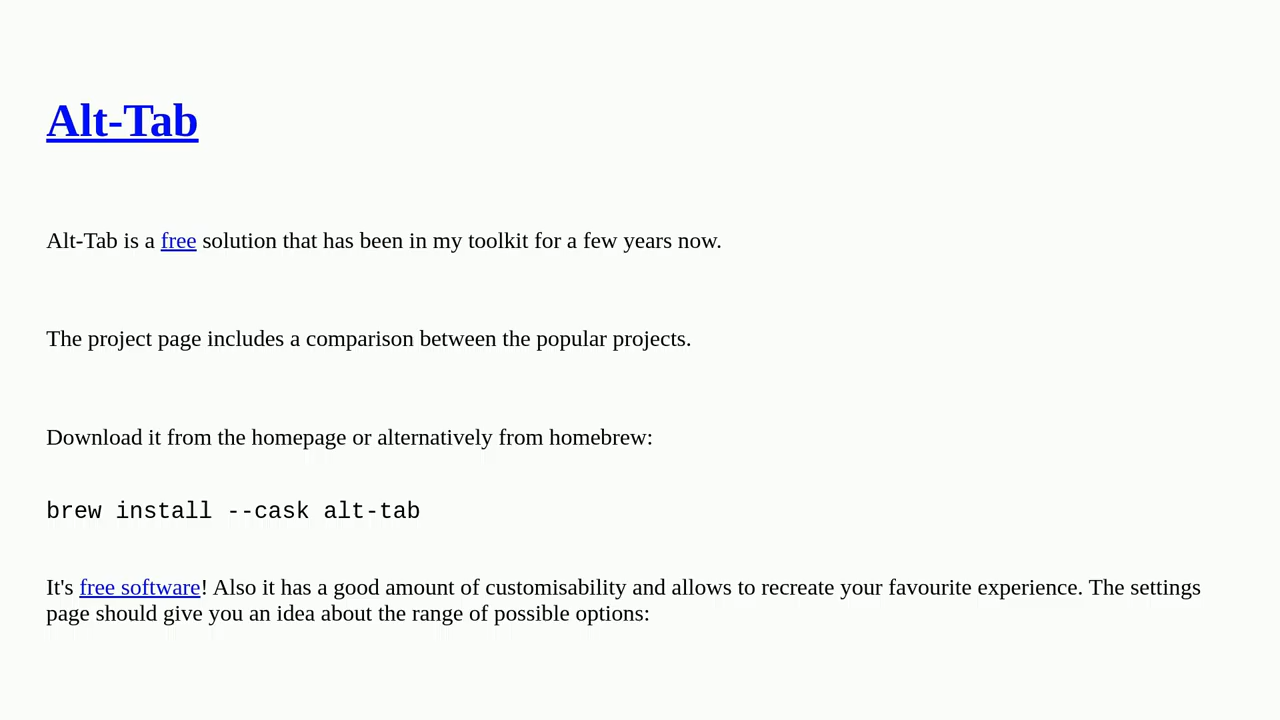 Alt-Tab
Alt-Tab is a free solution that has been in my toolkit for a few years now.
The project page includes a comparison between the popular projects.
Download it from the homepage or alternatively from homebrew:
brew install --cask alt-tab
It's free software! Also it has a good amount of customisability and allows to recreate your favourite experience. The settings
page should give you an idea about the range of possible options: